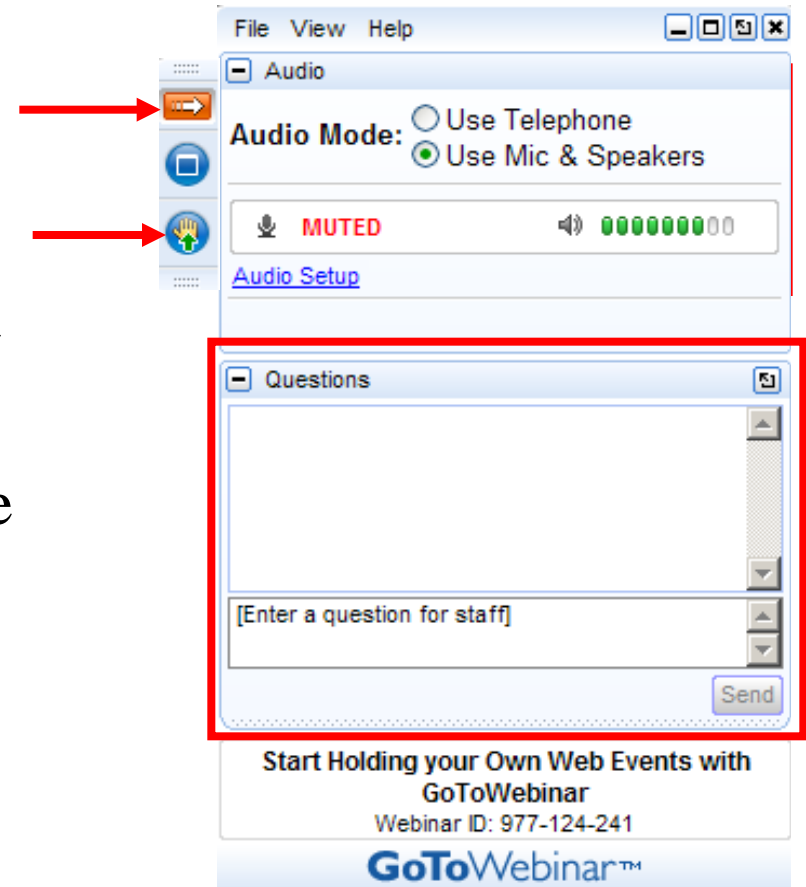 File View Help
Audio
Audio Mode:
Use Telephone
Use Mic & Speakers
MUTED
Audio Setup
Questions
e
[Enter a question for staff]
Send
Start Holding your Own Web Events with
GoToWebinar
Webinar ID: 977-124-241
GoToWebinar™